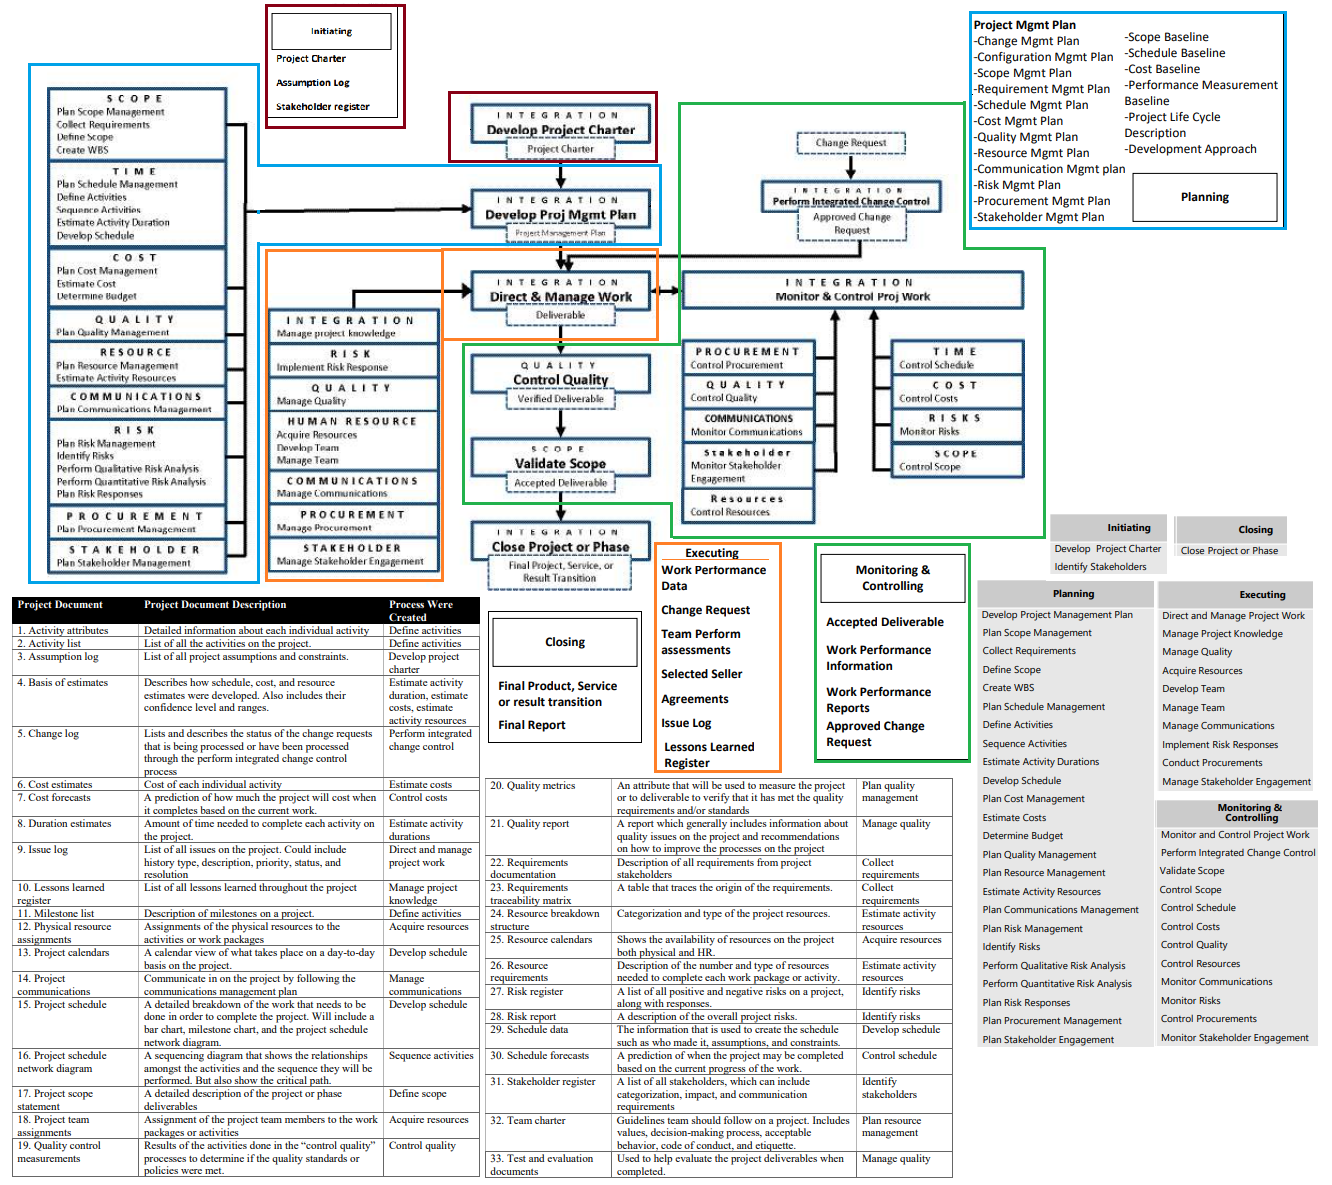 Initiating
Project Charter
Assumption Log
Stakeholder register
Project Mgmt Plan
-Change Mgmt Plan
-Configuration Mgmt Plan
-Scope Mgmt Plan
-Requirement Mgmt Plan
-Schedule Mgmt Plan
-Cost Mgmt Plan
-Quality Mgmt Plan
-Resource Mgmt Plan
-Communication Mgmt plan
-Risk Mgmt Plan
-Procurement Mgmt Plan
-Stakeholder Mgmt Plan
-Scope Baseline
-Schedule Baseline
-Cost Baseline
-Performance Measurement
Baseline
-Project Life Cycle
Description
-Development Approach
Planning
SCOPE
Plan Scope Management
Collect Requirements
Define Scope
Create WBS
TIME
Plan Schedule Management
Define Activities
Sequence Activities
Estimate Activity Duration
Develop Schedule
COST
Plan Cost Management
Estimate Cost
Determine Budget
QUALITY
Plan Quality Management
RESOURCE
Plan Resource Management
Estimate Activity Resources
COMMUNICATIONS
Plan Communications Management
RISK
Plan Risk Management
Identify Risks
Perform Qualitative Risk Analysis
Perform Quantitative Risk Analysis
Plan Risk Responses
PROCUREMENT
Plan Procurement Management
STAKEHOLDER
Plan Stakeholder Management
INTEGRATION
Develop Project Charter
Project Charter
INTEGRATION
Develop Proj Mgmt Plan
Project Management Plan
INTEGRATION
Direct & Manage Work
Deliverable
QUALITY
Control Quality
Verified Deliverable
SCOPE
Validate Scope
Accepted Deliverable
INTEGRATION
Close Project or Phase
Final Project, Service, or
Result Transition
INTEGRATION
Manage project knowledge
RISK
Implement Risk Response
QUALITY
Manage Quality
HUMAN RESOURCE
Acquire Resources
Develop Team
Manage Team
COMMUNICATIONS
Manage Communications
PROCUREMENT
Manage Procurement
STAKEHOLDER
Manage Stakeholder Engagement
Change Request
INTEGRATION
Perform Integrated Change Control
Approved Change
Request
INTEGRATION
Monitor & Control Proj Work
PROCUREMENT
Control Procurement
QUALITY
Control Quality
COMMUNICATIONS
Monitor Communications
Stakeholder
Monitor Stakeholder
Engagement
Resources
Control Resources
TIME
Control Schedule
COST
Control Costs
RISKS
Monitor Risks
SCOPE
Control Scope
Executing
Work Performance
Data
Change Request
Team Perform
assessments
Selected Seller
Agreements
Issue Log
Lessons Learned
Register
Monitoring &
Controlling
Accepted Deliverable
Work Performance
Information
Work Performance
Reports
Approved Change
Request
Closing
Final Product, Service
or result transition
Final Report
Initiating
Develop Project Charter
Identify Stakeholders
Closing
Close Project or Phase
Planning
Develop Project Management Plan
Plan Scope Management
Collect Requirements
Define Scope
Create WBS
Plan Schedule Management
Define Activities
Sequence Activities
Estimate Activity Durations
Develop Schedule
Plan Cost Management
Estimate Costs
Determine Budget
Plan Quality Management
Plan Resource Management
Estimate Activity Resources
Plan Communications Management
Plan Risk Management
Identify Risks
Perform Qualitative Risk Analysis
Perform Quantitative Risk Analysis
Plan Risk Responses
Plan Procurement Management
Plan Stakeholder Engagement
Executing
Direct and Manage Project Work
Manage Project Knowledge
Manage Quality
Acquire Resources
Develop Team
Manage Team
Manage Communications
Implement Risk Responses
Conduct Procurements
Manage Stakeholder Engagement
Monitoring &
Controlling
Monitor and Control Project Work
Perform Integrated Change Control
Validate Scope
Control Scope
Control Schedule
Control Costs
Control Quality
Control Resources
Monitor Communications
Monitor Risks
Control Procurements
Monitor Stakeholder Engagement
Project Document Project Document Description Process Were
Created
1. Activity attributes Detailed information about each individual activity Define activities
2. Activity list List of all the activities on the project. Define activities
3. Assumption log List of all project assumptions and constraints. Develop project
charter
4. Basis of estimates Describes how schedule, cost, and resource Estimate activity
estimates were developed. Also includes their duration, estimate
confidence level and ranges. costs, estimate
activity resources
5. Change log Lists and describes the status of the change requests Perform integrated
that is being processed or have been processed change control
through the perform integrated change control
process
6. Cost estimates Cost of each individual activity Estimate costs
7. Cost forecasts A prediction of how much the project will cost when Control costs
it completes based on the current work.
8. Duration estimates Amount of time needed to complete each activity on Estimate activity
the project. durations
9. Issue log List of all issues on the project. Could include Direct and manage
history type, description, priority, status, and project work
resolution
10. Lessons learned List of all lessons learned throughout the project Manage project
register knowledge
11. Milestone list Description of milestones on a project. Define activities
12. Physical resource Assignments of the physical resources to the Acquire resources
assignments activities or work packages
13. Project calendars A calendar view of what takes place on a day-to-day Develop schedule
basis on the project.
14. Project Communicate in on the project by following the Manage
communications communications management plan communications
15. Project schedule A detailed breakdown of the work that needs to be Develop schedule
done in order to complete the project. Will include a
bar chart, milestone chart, and the project schedule
network diagram.
16. Project schedule A sequencing diagram that shows the relationships Sequence activities
network diagram amongst the activities and the sequence they will be
performed. But also show the critical path.
17. Project scope A detailed description of the project or phase Define scope
statement deliverables
18. Project team Assignment of the project team members to the work Acquire resources
assignments packages or activities
19. Quality control Results of the activities done in the “control quality” Control quality
measurements processes to determine if the quality standards or
policies were met.
20. Quality metrics An attribute that will be used to measure the project Plan quality
or to deliverable to verify that it has met the quality management
requirements and/or standards
21. Quality report A report which generally includes information about Manage quality
quality issues on the project and recommendations
on how to improve the processes on the project
22. Requirements Description of all requirements from project Collect
documentation stakeholders requirements
23. Requirements A table that traces the origin of the requirements. Collect
traceability matrix requirements
24. Resource breakdown Categorization and type of the project resources. Estimate activity
structure resources
25. Resource calendars Shows the availability of resources on the project Acquire resources
both physical and HR.
26. Resource Description of the number and type of resources Estimate activity
requirements needed to complete each work package or activity. resources
27. Risk register A list of all positive and negative risks on a project, Identify risks
along with responses.
28. Risk report A description of the overall project risks. Identify risks
29. Schedule data The information that is used to create the schedule Develop schedule
such as who made it, assumptions, and constraints.
30. Schedule forecasts A prediction of when the project may be completed Control schedule
based on the current progress of the work.
31. Stakeholder register A list of all stakeholders, which can include Identify
categorization, impact, and communication stakeholders
requirements
32. Team charter Guidelines team should follow on a project. Includes Plan resource
values, decision-making process, acceptable management
behavior, code of conduct, and etiquette.
33. Test and evaluation Used to help evaluate the project deliverables when Manage quality
documents completed.